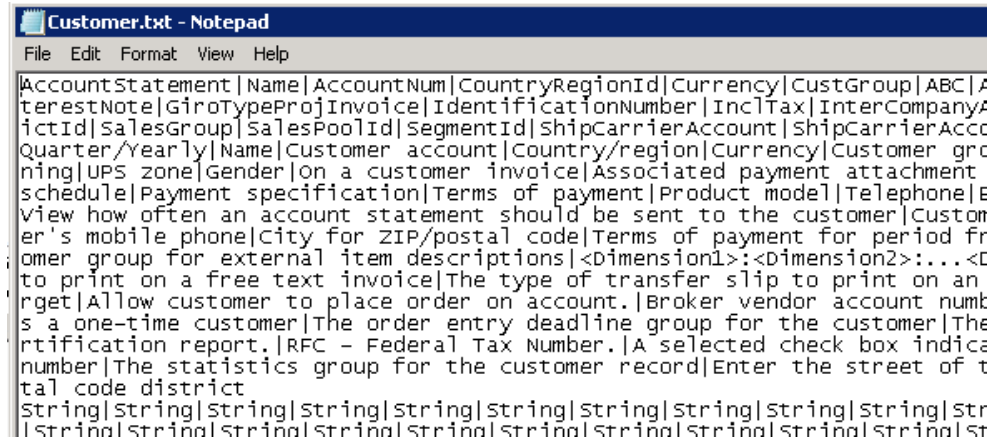 Customer.txt - Notepad
File Edit Format View Help
AccountStatement|Name|AccountNum|CountryRegionId|Currency|CustGroup|ABC|
terestNote|GiroTypeProjInvoice|IdentificationNumber|InclTax|InterCompany
ictId|SalesGroup|SalesPoolId|SegmentId|ShipCarrierAccount|ShipCarrierAcco
Quarter/Yearly|Name|Customer account|Country/region|Currency|Customer gro
ning|UPS zone|Gender|On a customer invoice|Associated payment attachment
schedule|Payment specification|Terms of payment|Product model|Telephone|E
View how often an account statement should be sent to the customer|Custom
er's mobile phone|City for ZIP/postal code|Terms of payment for period fr
omer group for external item descriptions|<Dimension1>:<Dimension2>:...<D
to print on a free text invoice|The type of transfer slip to print on an
rget|Allow customer to place order on account.|Broker vendor account numb
s a one-time customer|The order entry deadline group for the customer|The
rtification report.|RFC - Federal Tax Number.|A selected check box indica
number|The statistics group for the customer record|Enter the street of t
tal code district
String|String|String|String|String|String|String|String|String|String|Str
|String|String|String|String|String|String|String|String|String|String|St